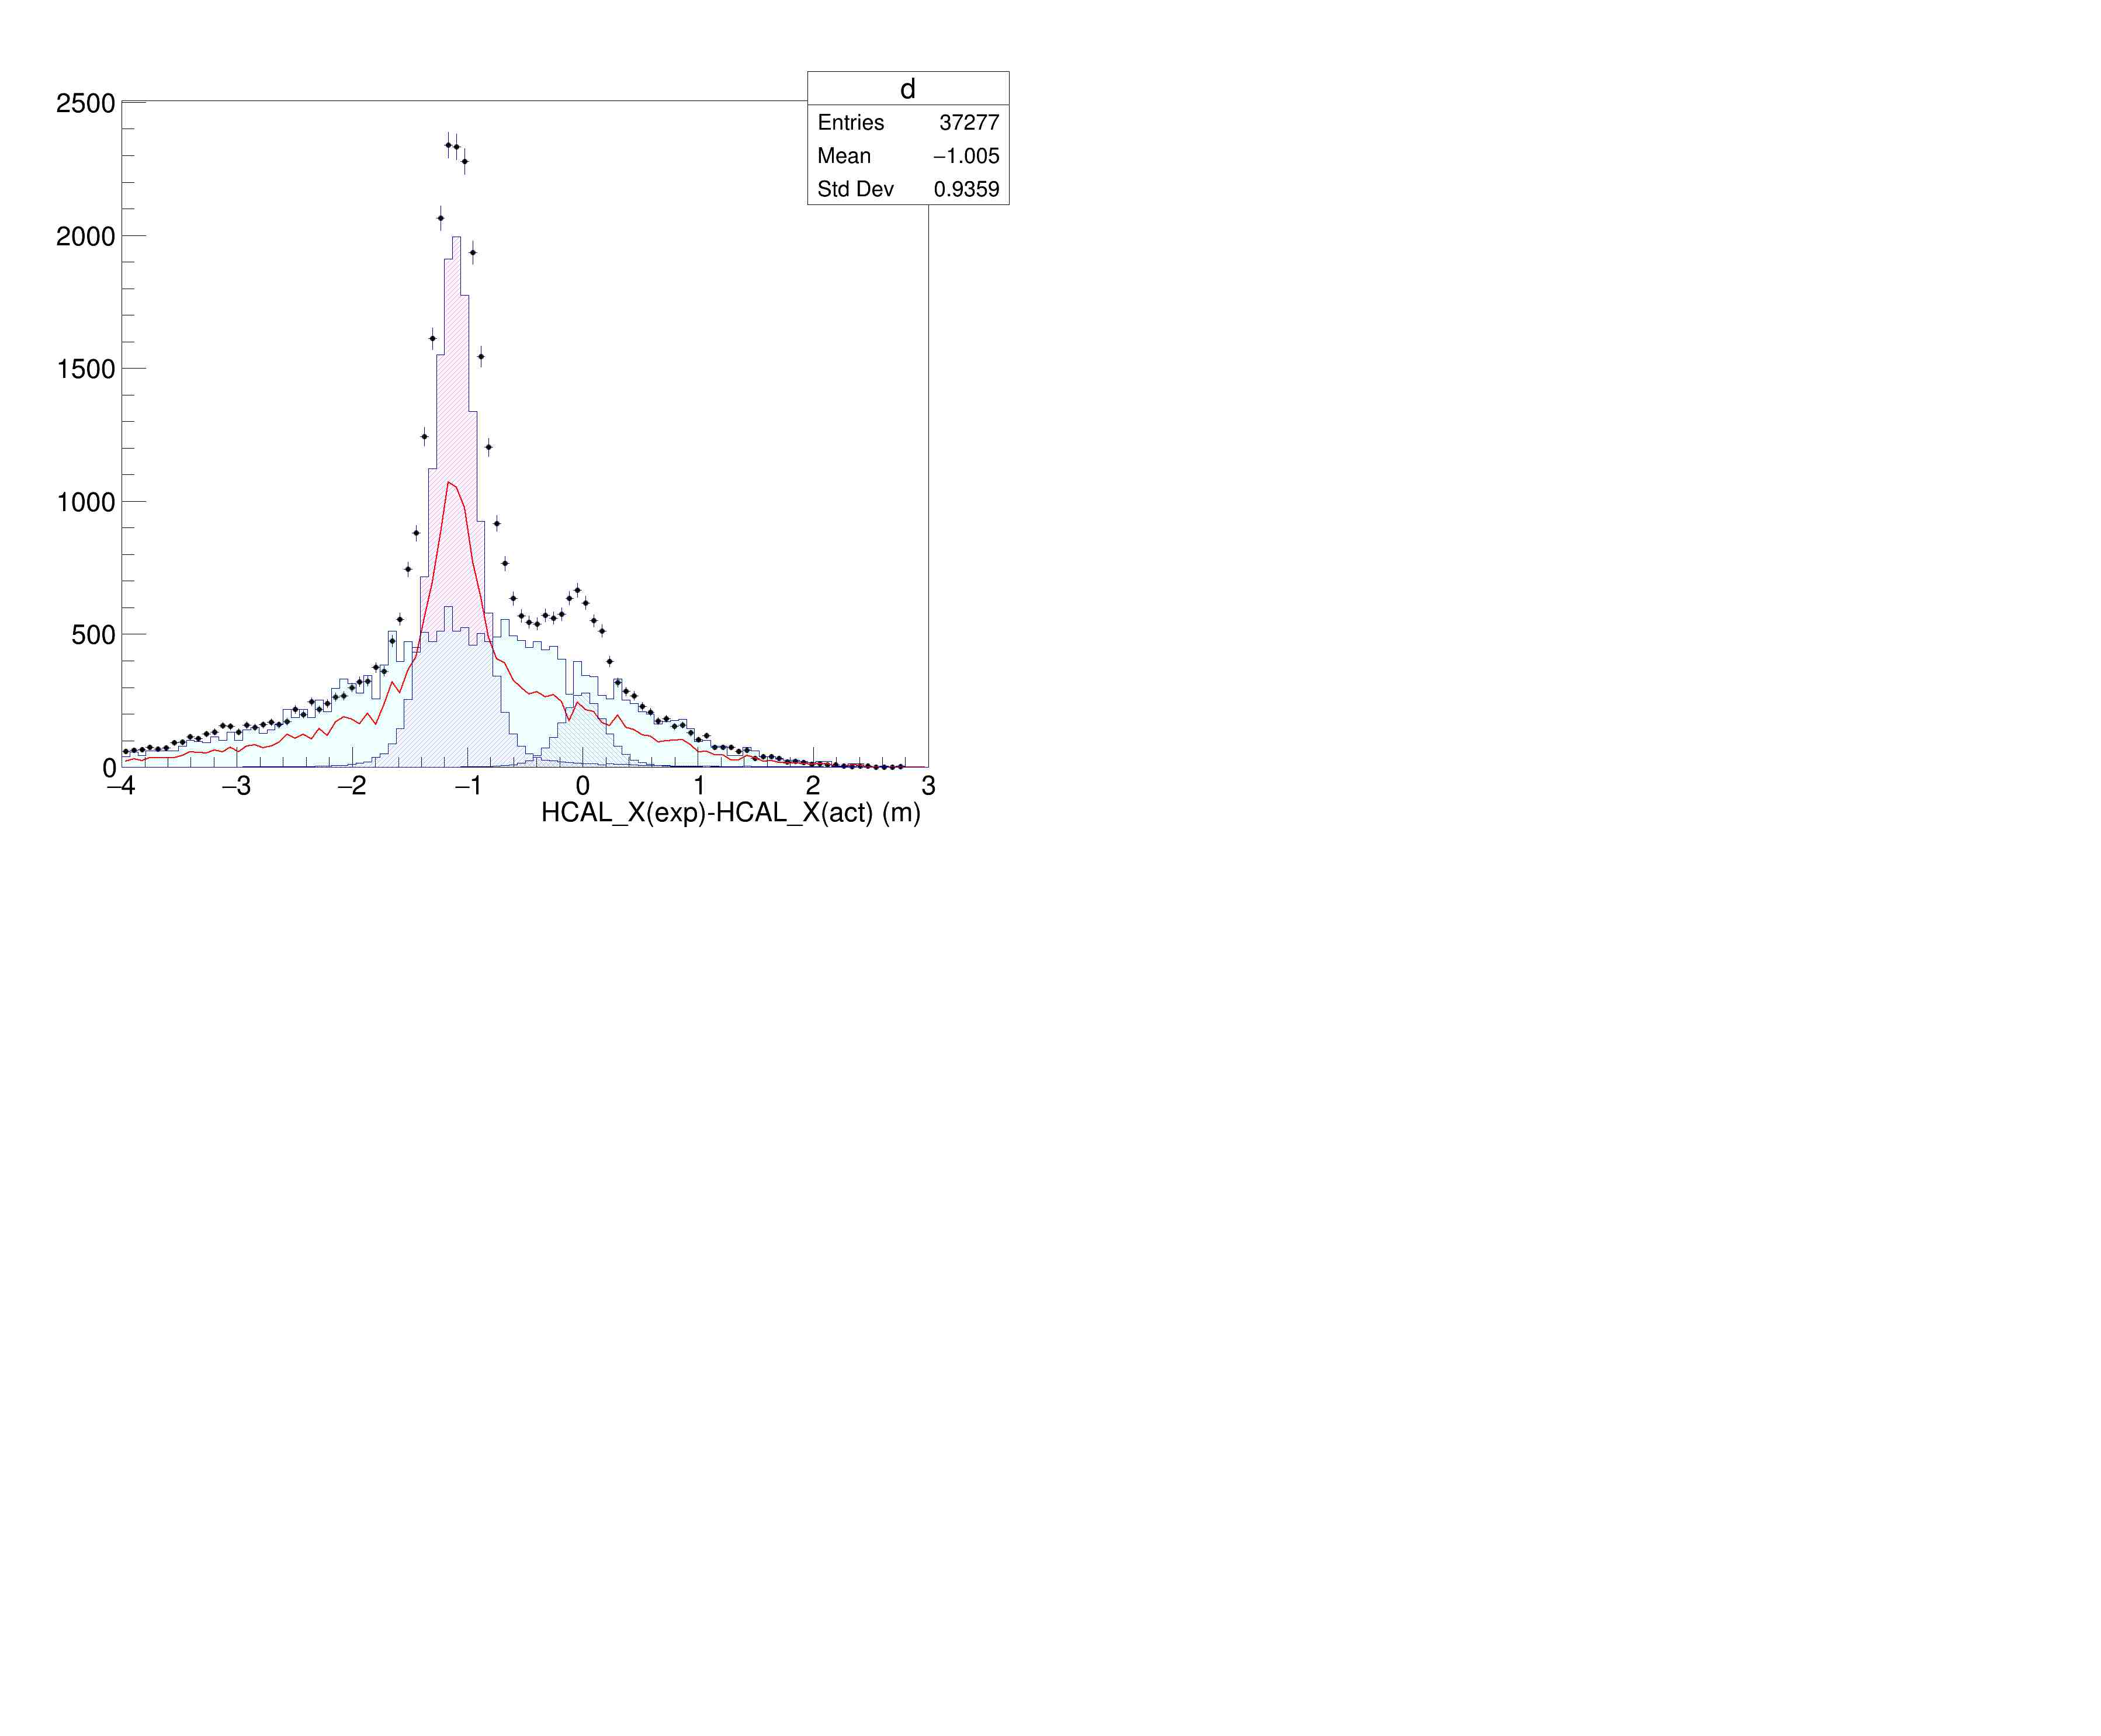 d
Entries 37277
Mean −1.005
Std Dev 0.9359
2500
2000
1500
1000
500
0
−4 −3 −2 −1 0 1 2 3
HCAL_X(exp)-HCAL_X(act) (m)